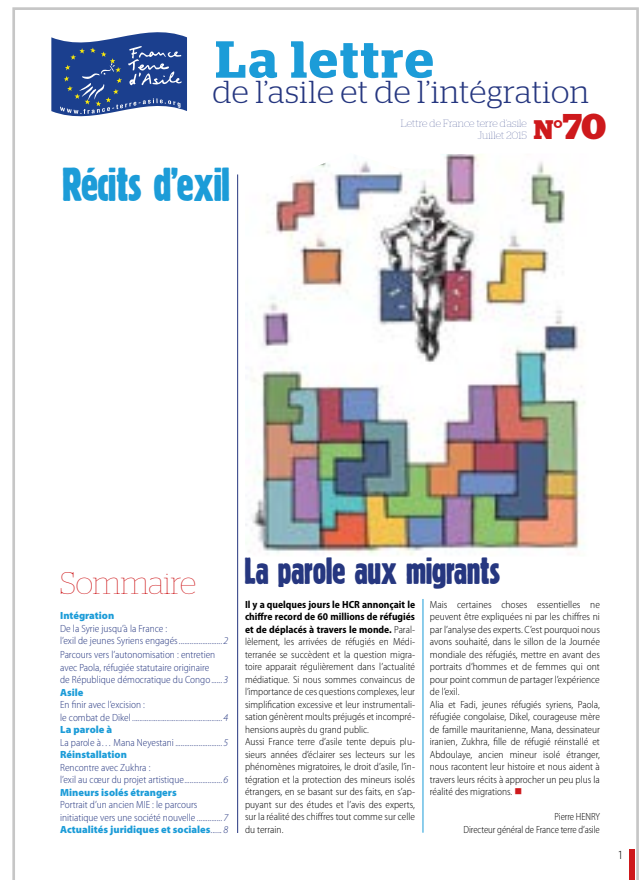 France
Terre
d'Asile
www.france-terre-asile.org
La lettre
de l'asile et de l'intégration
Lettre de France terre d'asile
Juillet 2015
N°70
Récits d'exil
Sommaire
Intégration
De la Syrie jusqu'à la France :
l'exil de jeunes Syriens engagés 2
Parcours vers l'autonomisation : entretien
avec Paola, réfugiée statutaire originaire
de République démocratique du Congo 3
Asile
En finir avec l'excision :
le combat de Dikel 4
La parole à
La parole à… Mana Neyestani 5
Réinstallation
Rencontre avec Zukhra :
l'exil au cœur du projet artistique 6
Mineurs isolés étrangers
Portrait d'un ancien MIE : le parcours
initiatique vers une société nouvelle 7
Actualités juridiques et sociales 8
La parole aux migrants
Il y a quelques jours le HCR annonçait le
chiffre record de 60 millions de réfugiés
et de déplacés à travers le monde. Paral-
lèlement, les arrivées de réfugiés en Médi-
terranée se succèdent et la question migra-
toire apparait régulièrement dans l'actualité
médiatique. Si nous sommes convaincus de
l'importance de ces questions complexes, leur
simplification excessive et leur instrumentali-
sation génèrent moults préjugés et incompré-
hensions auprès du grand public.
Aussi France terre d'asile tente depuis plu-
sieurs années d'éclairer ses lecteurs sur les
phénomènes migratoires, le droit d'asile, l'in-
tégration et la protection des mineurs isolés
étrangers, en se basant sur des faits, en s'ap-
puyant sur des études et l'avis des experts,
sur la réalité des chiffres tout comme sur celle
du terrain.
Mais certaines choses essentielles ne
peuvent être expliquées ni par les chiffres ni
par l'analyse des experts. C'est pourquoi nous
avons souhaité, dans le sillon de la Journée
mondiale des réfugiés, mettre en avant des
portraits d'hommes et de femmes qui ont
pour point commun de partager l'expérience
de l'exil.
Alia et Fadi, jeunes réfugiés syriens, Paola,
réfugiée congolaise, Dikel, courageuse mère
de famille mauritanienne, Mana, dessinateur
iranien, Zukhra, fille de réfugié réinstallé et
Abdoulaye, ancien mineur isolé étranger,
nous racontent leur histoire et nous aident à
travers leurs récits à approcher un peu plus la
réalité des migrations.
Pierre HENRY
Directeur général de France terre d'asile
1